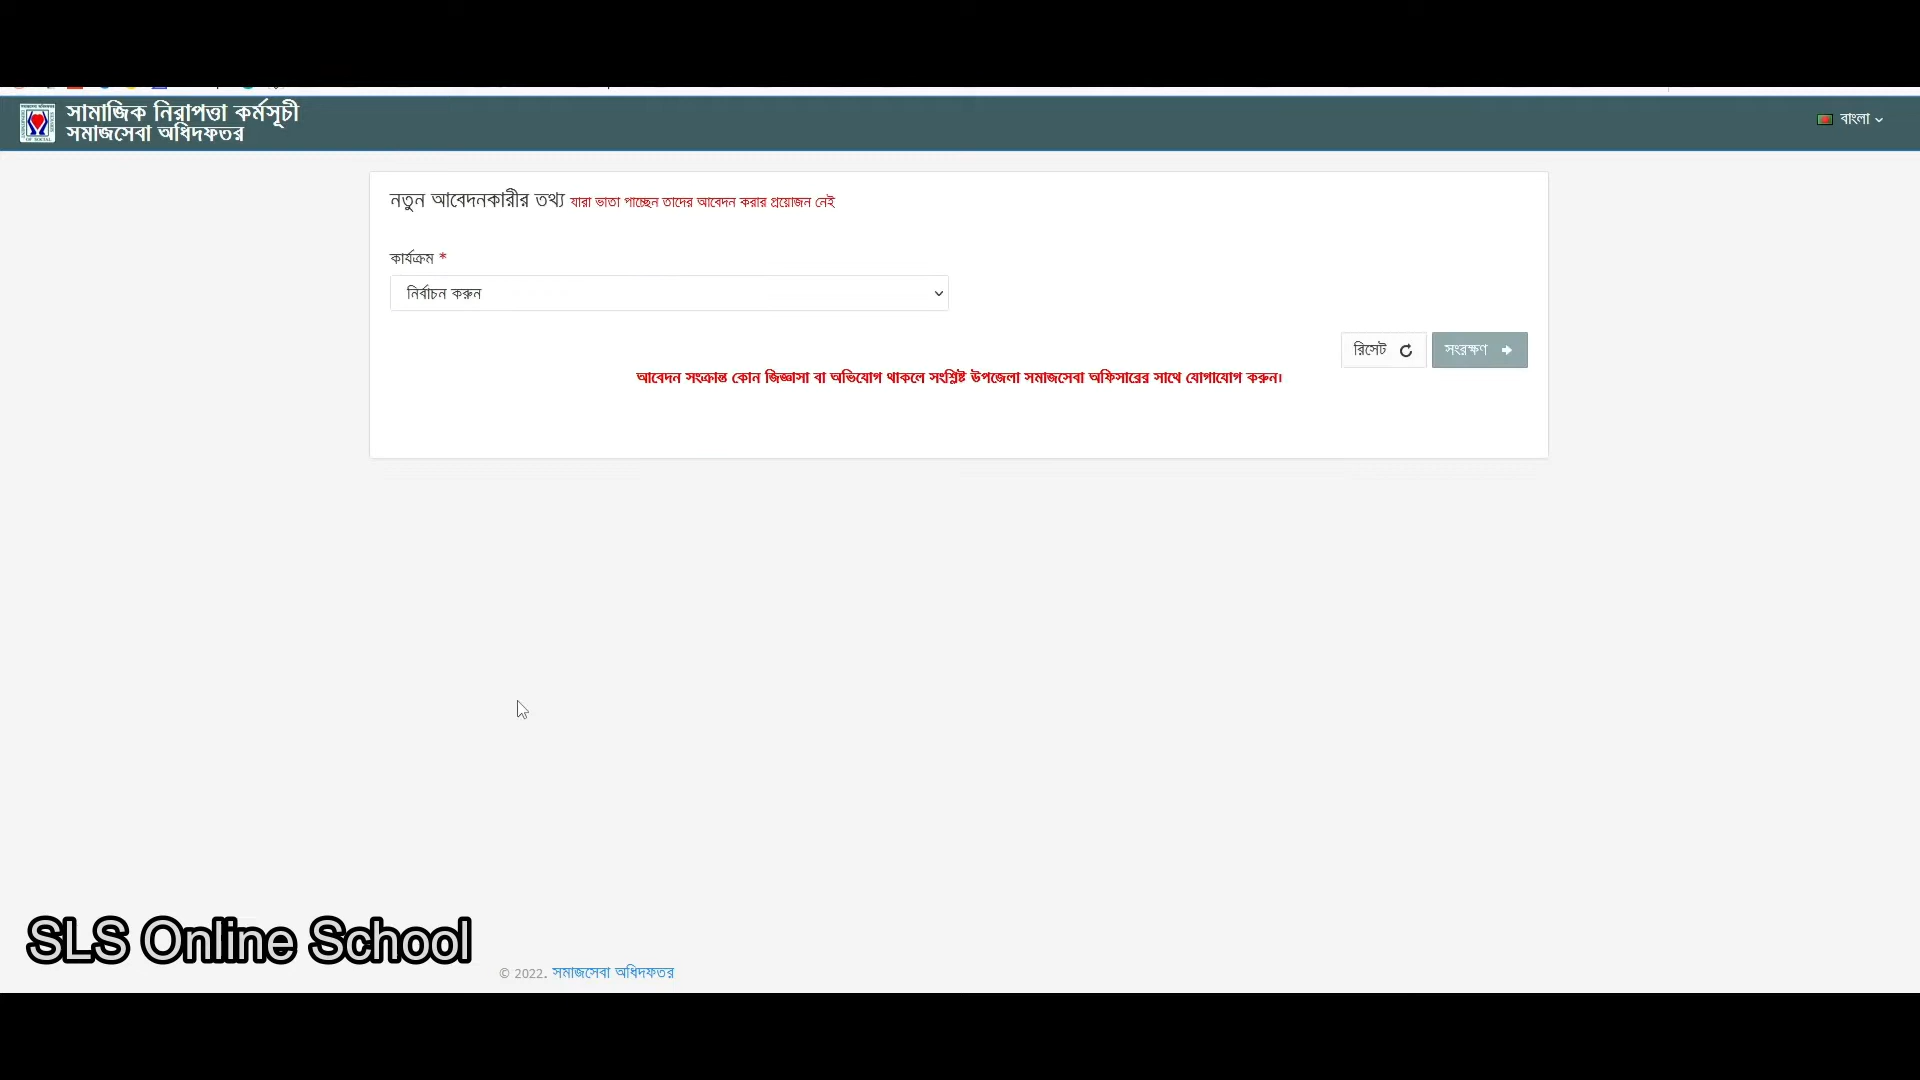 সামাজিক নিরাপত্তা কর্মসূচী
সমাজসেবা অধিদফতর
বাংলা
নতুন আবেদনকারীর তথ্য যারা ভাতা পাচ্ছেন তাদের আবেদন করার প্রয়োজন নেই
কার্যক্রম *
নির্বাচন করুন
রিসেট
সংরক্ষণ
আবেদন সংক্রান্ত কোন জিজ্ঞাসা বা অভিযোগ থাকলে সংশ্লিষ্ট উপজেলা সমাজসেবা অফিসারের সাথে যোগাযোগ করুন।
SLS Online School
© 2022. সমাজসেবা অধিদফতর